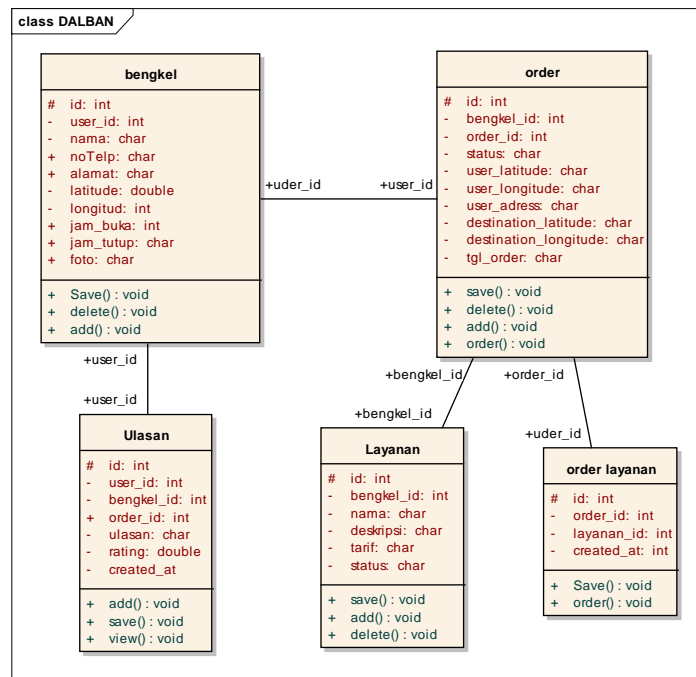 class DALBAN
bengkel
# id: int
- user_id: int
- nama: char
+ noTelp: char
+ alamat: char
- latitude: double
- longitud: int
+ jam_buka: int
+ jam_tutup: char
+ foto: char
+ Save() : void
+ delete() : void
+ add() : void
order
# id: int
- bengkel_id: int
- order_id: int
- status: char
- user_latitude: char
- user_longitude: char
- user_adress: char
- destination_latitude: char
- destination_longitude: char
- tgl_order: char
+ save() : void
+ delete() : void
+ add() : void
+ order() : void
+uder_id
+user_id
+user_id
+user_id
+bengkel_id
+bengkel_id
+order_id
+uder_id
Ulasan
# id: int
- user_id: int
- bengkel_id: int
+ order_id: int
- ulasan: char
- rating: double
- created_at
+ add() : void
+ save() : void
+ view() : void
Layanan
# id: int
- bengkel_id: int
- nama: char
- deskripsi: char
- tarif: char
- status: char
+ save() : void
+ add() : void
+ delete() : void
order layanan
# id: int
- order_id: int
- layanan_id: int
- created_at: int
+ Save() : void
+ order() : void